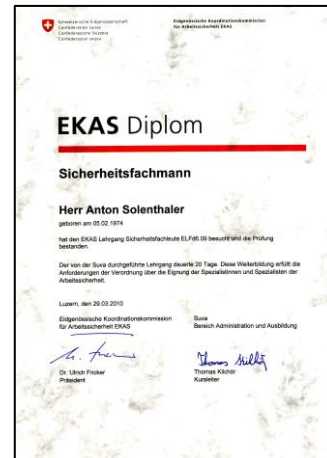 Schweizerische Eidgenossenschaft
Confédération suisse
Confederazione Svizzera
Confederaziun svizra
Eidgenössische Koordinationskommission
für Arbeitssicherheit EKAS
EKAS Diplom
Sicherheitsfachmann
Herr Anton Solenthaler
geboren am 05.02.1974
hat den EKAS Lehrgang Sicherheitsfachleute ELFd6.09 besucht und die Prüfung
bestanden.
Der von der Suva durchgeführte Lehrgang dauerte 20 Tage. Diese Weiterbildung erfüllt die
Anforderungen der Verordnung über die Eignung der Spezialistinnen und Spezialisten der
Arbeitssicherheit.
Luzern, den 29.03.2010
Eidgenössische Koordinationskommission
für Arbeitssicherheit EKAS
Suva
Bereich Administration und Ausbildung
Dr. Ulrich Fricker
Präsident
Thomas Kilchör
Kursleiter